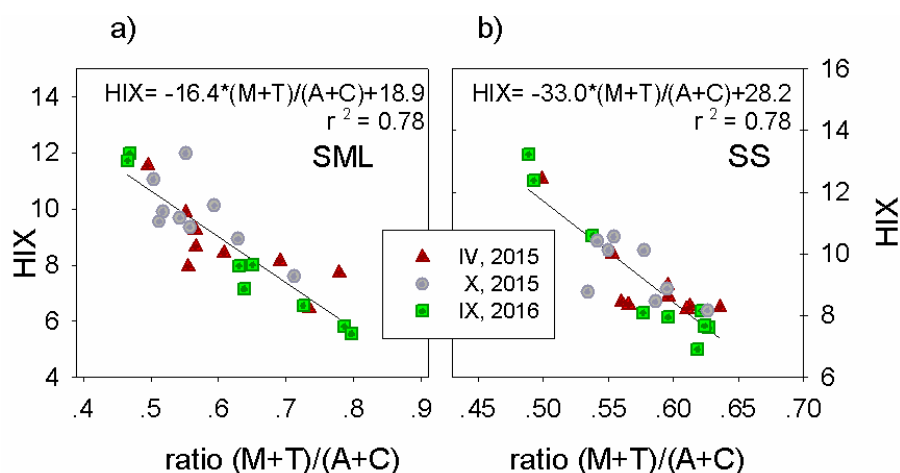 a)
b)
HIX= -16.4*(M+T)/(A+C)+18.9
r 2 = 0.78
SML
HIX= -33.0*(M+T)/(A+C)+28.2
r 2 = 0.78
SS
14
12
10
8
6
4
HIX
16
14
12
10
8
6
HIX
IV, 2015
X, 2015
IX, 2016
.4 .5 .6 .7 .8 .9
.45 .50 .55 .60 .65 .70
ratio (M+T)/(A+C)
ratio (M+T)/(A+C)